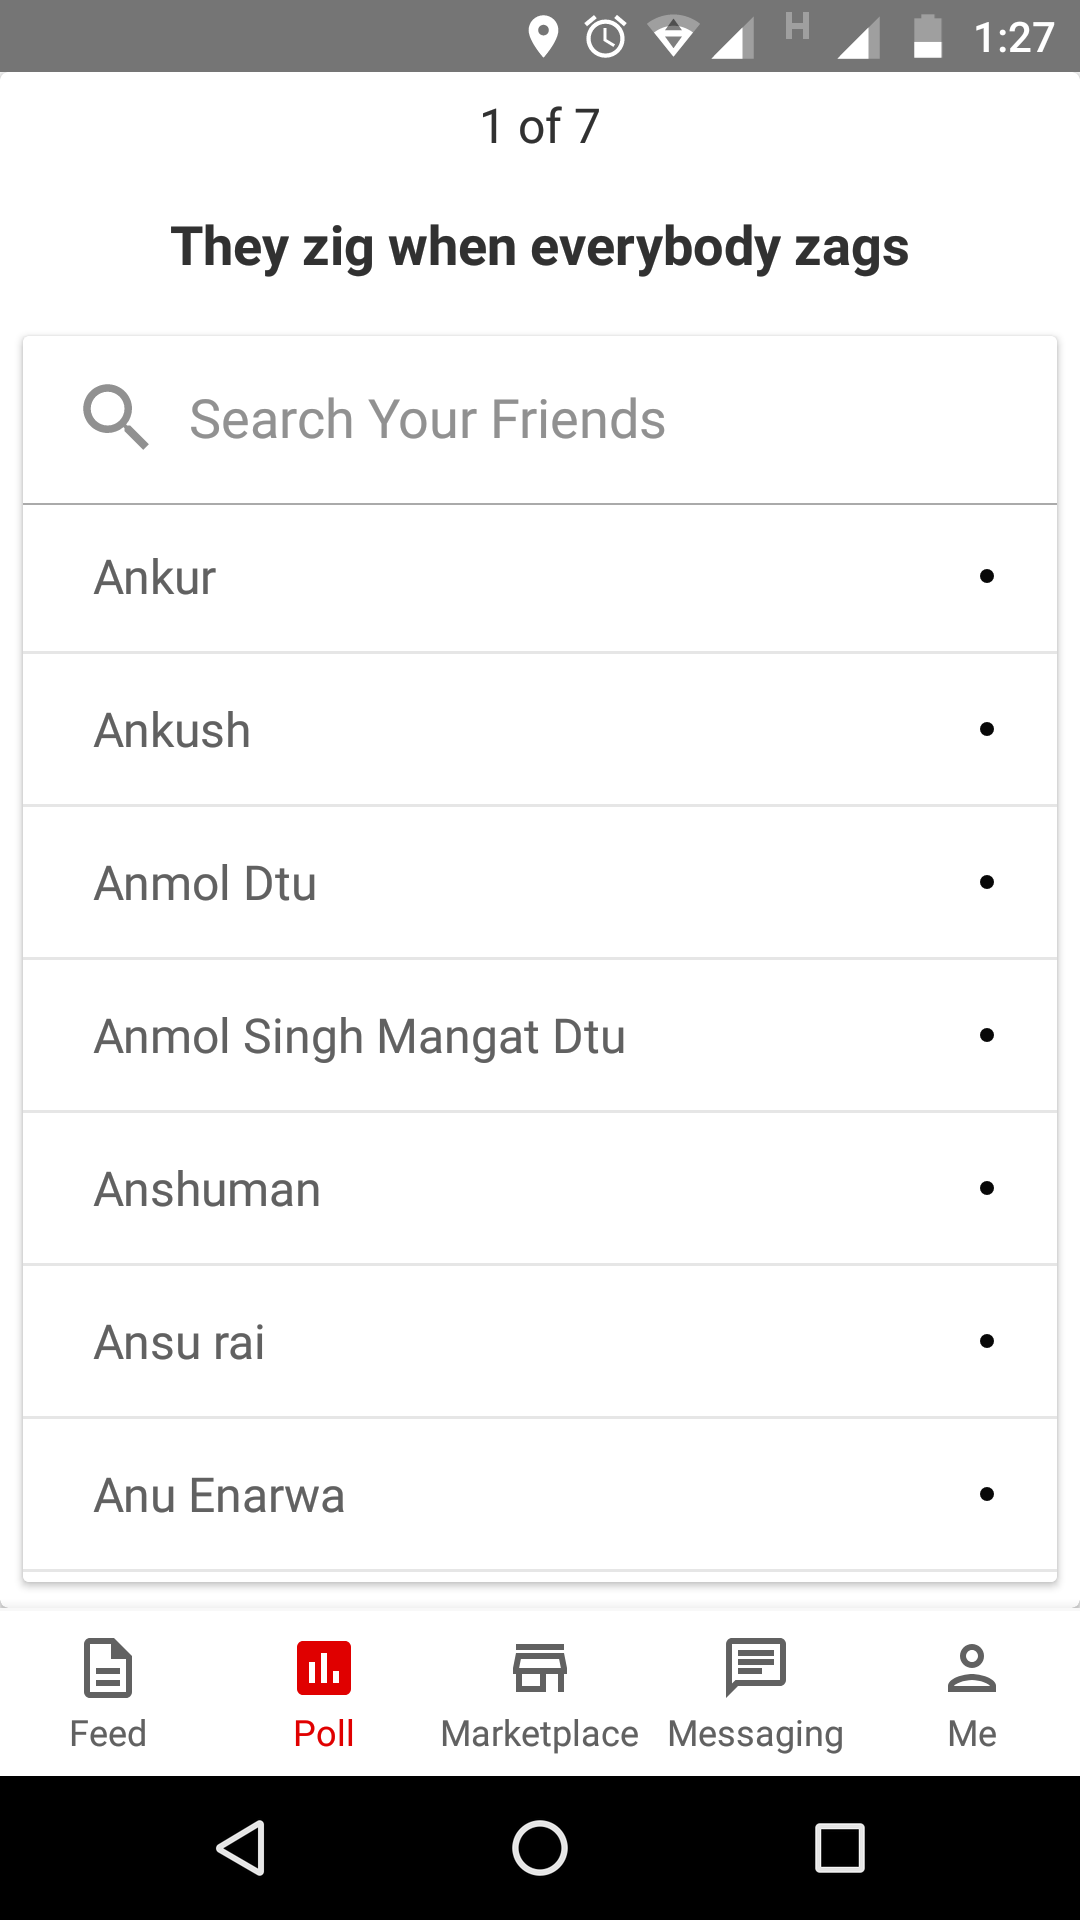 H 1:27
1 of 7
They zig when everybody zags
Search Your Friends
Ankur
Ankush
Anmol Dtu
Anmol Singh Mangat Dtu
Anshuman
Ansu rai
Anu Enarwa
Feed Poll Marketplace Messaging Me